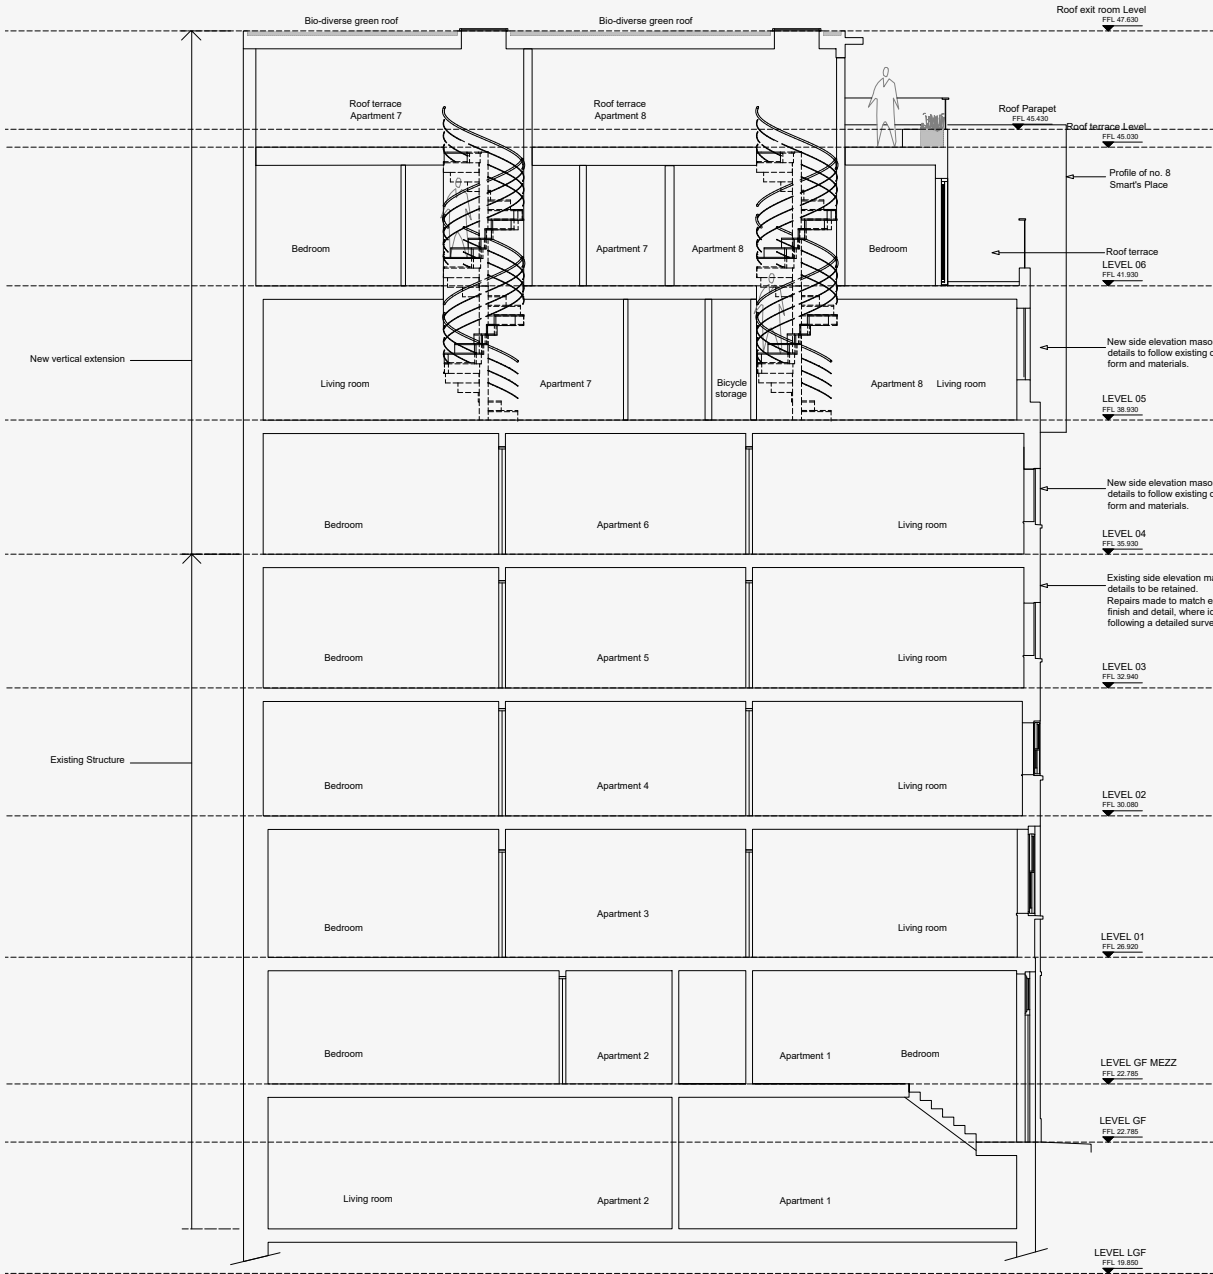 Bio-diverse green roof
Bio-diverse green roof
Roof exit room Level
FFL 47.630
Roof terrace
Apartment 7
Roof terrace
Apartment 8
Roof Parapet
FFL 45.430
Roof terrace Level
FFL 45.030
Profile of no. 8
Smart's Place
Bedroom
Apartment 7
Apartment 8
Bedroom
Roof terrace
LEVEL 06
FFL 41.930
New vertical extension
New side elevation maso
details to follow existing
form and materials.
Living room
Apartment 7
Bicycle
storage
Apartment 8
Living room
LEVEL 05
FFL 38.930
New side elevation maso
details to follow existing
form and materials.
Bedroom
Apartment 6
Living room
LEVEL 04
FFL 35.930
Existing side elevation ma
details to be retained.
Repairs made to match e
finish and detail, where
following a detailed surve
Bedroom
Apartment 5
Living room
LEVEL 03
FFL 32.940
Existing Structure
Bedroom
Apartment 4
Living room
LEVEL 02
FFL 30.080
Bedroom
Apartment 3
Living room
LEVEL 01
FFL 26.920
Bedroom
Apartment 2
Apartment 1
Bedroom
LEVEL GF MEZZ
FFL 22.785
LEVEL GF
FFL 22.785
Living room
Apartment 2
Apartment 1
LEVEL LGF
FFL 19.850